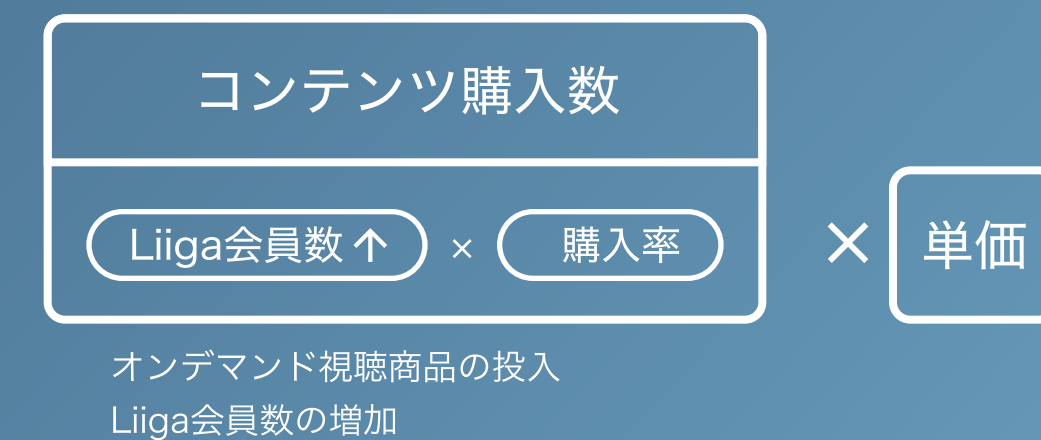 コンテンツ購入数
Liiga会員数↑ × 購入率
× 単価
オンデマンド視聴商品の投入
Liiga会員数の増加